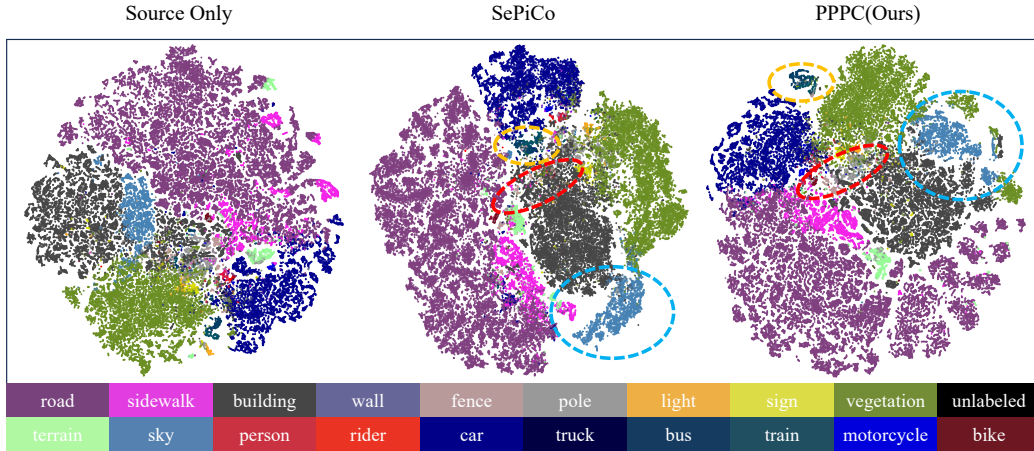 Source Only SePiCo PPPC(Ours)
road sidewalk building wall fence pole light sign vegetation unlabeled
terrain sky person rider car truck bus train motorcycle bike